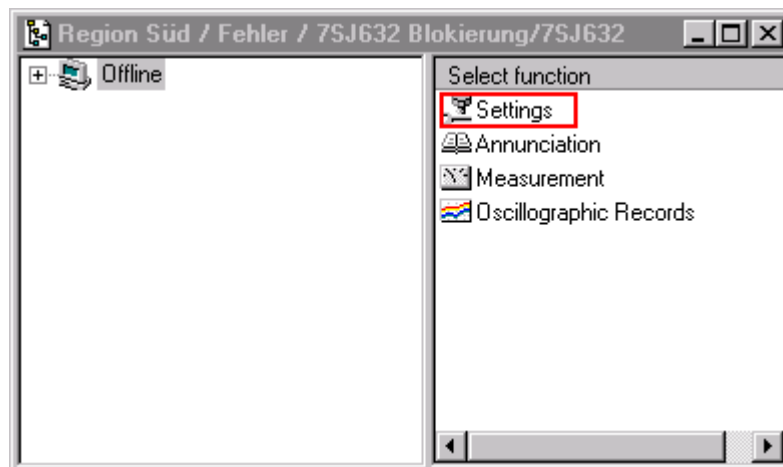 Region Süd / Fehler / 7SJ632 Blokierung/7SJ632
Offline
Select function
Settings
Annunciation
Measurement
Oscillographic Records